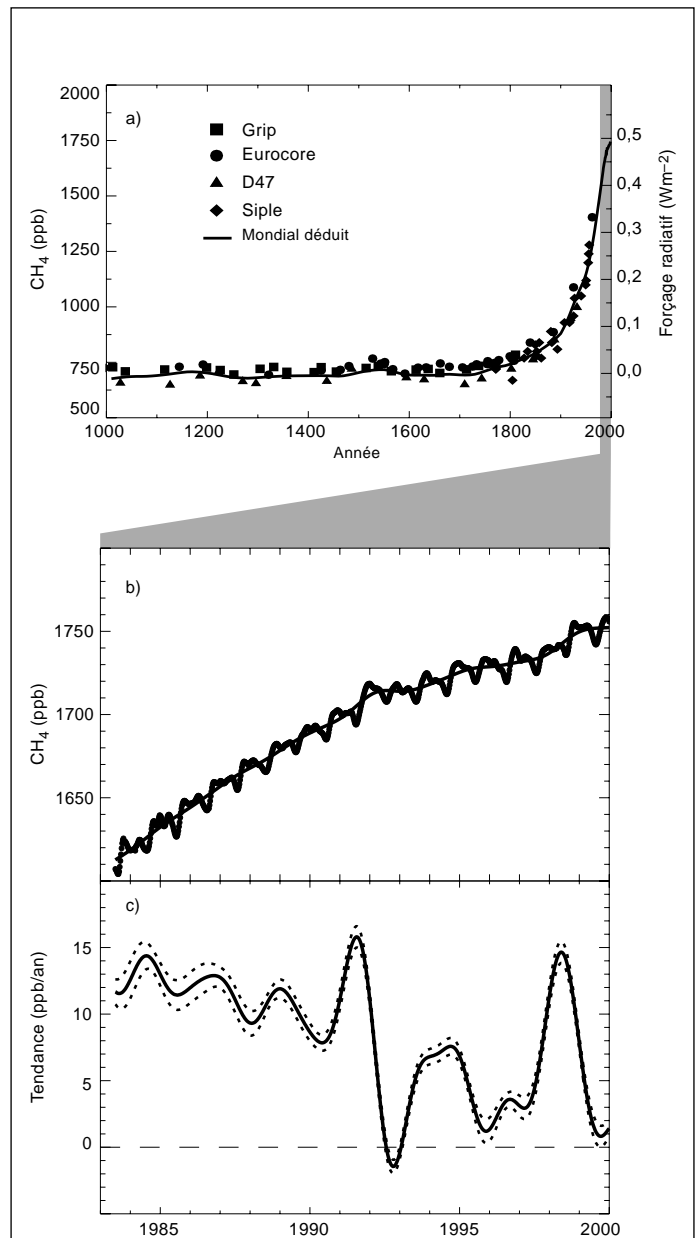 a)
Grip
Eurocore
D47
Siple
Mondial déduit
CH4 (ppb)
2000
1750
1500
1250
1000
750
500
Forçage radiatif (Wm–2)
0,5
0,4
0,3
0,2
0,1
0,0
1000 1200 1400 1600 1800 2000
Année
b)
CH4 (ppb)
1750
1700
1650
c)
Tendance (ppb/an)
15
10
5
0
1985 1990 1995 2000